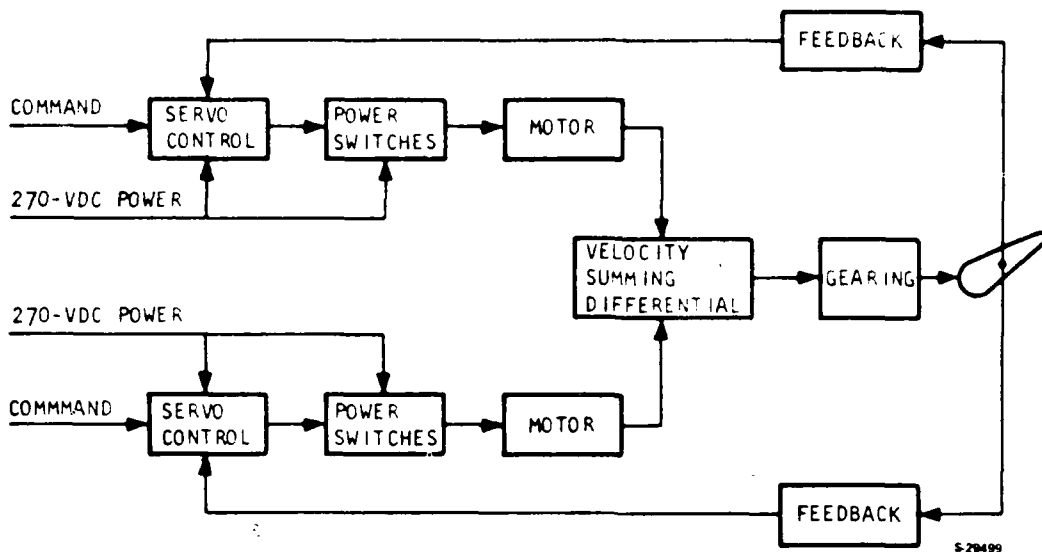 FEEDBACK
COMMAND
SERVO
CONTROL
POWER
SWITCHES
MOTOR
270-VDC POWER
VELOCITY
SUMMING
DIFFERENTIAL
GEARING
270-VDC POWER
COMMMAND
SERVO
CONTROL
POWER
SWITCHES
MOTOR
FEEDBACK
S-29499